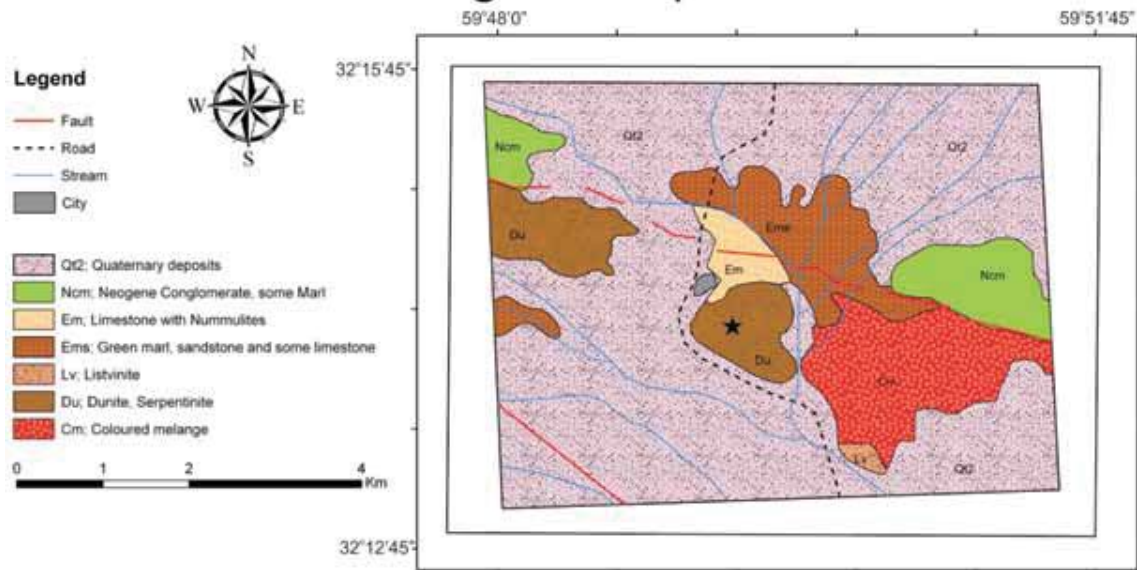 59°48'0"
59°51'45"
32°15'45"
32°12'45"
N
W
E
S
Legend
Fault
Road
Stream
City
Qt2; Quaternary deposits
Ncm; Neogene Conglomerate, some Marl
Em; Limestone with Nummulites
Ems; Green marl, sandstone and some limestone
Lv; Listvinite
Du; Dunite, Serpentinite
Cm; Coloured melange
0 1 2 4
Km
Ncm
Qt2
Qt2
Du
Ems
Em
Ncm
Du
Cm
Lv
Qt2